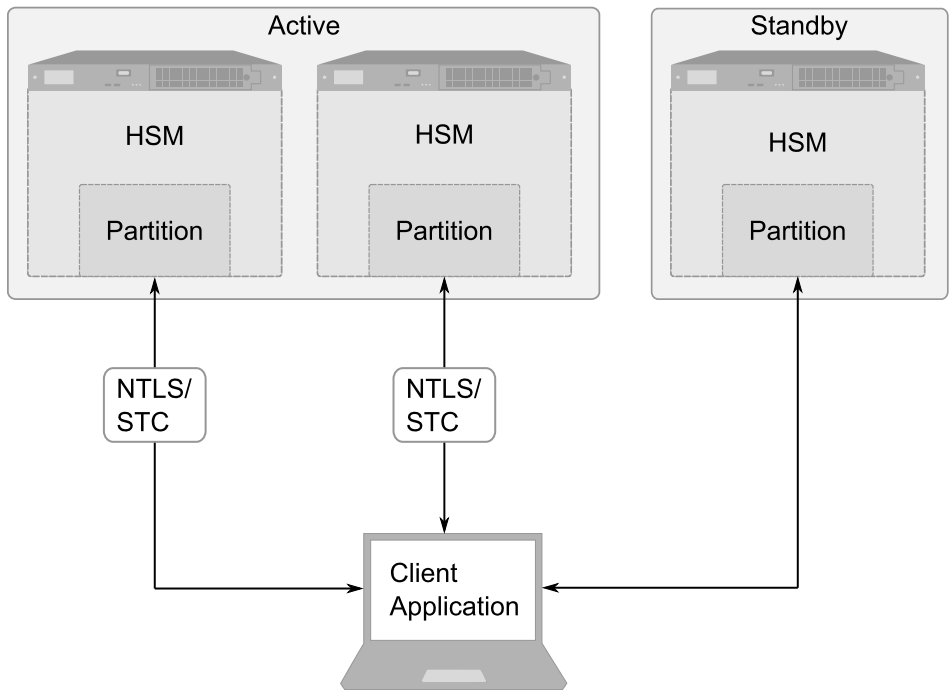 Active
Standby
HSM
HSM
HSM
Partition
Partition
Partition
NTLS/
STC
NTLS/
STC
Client
Application